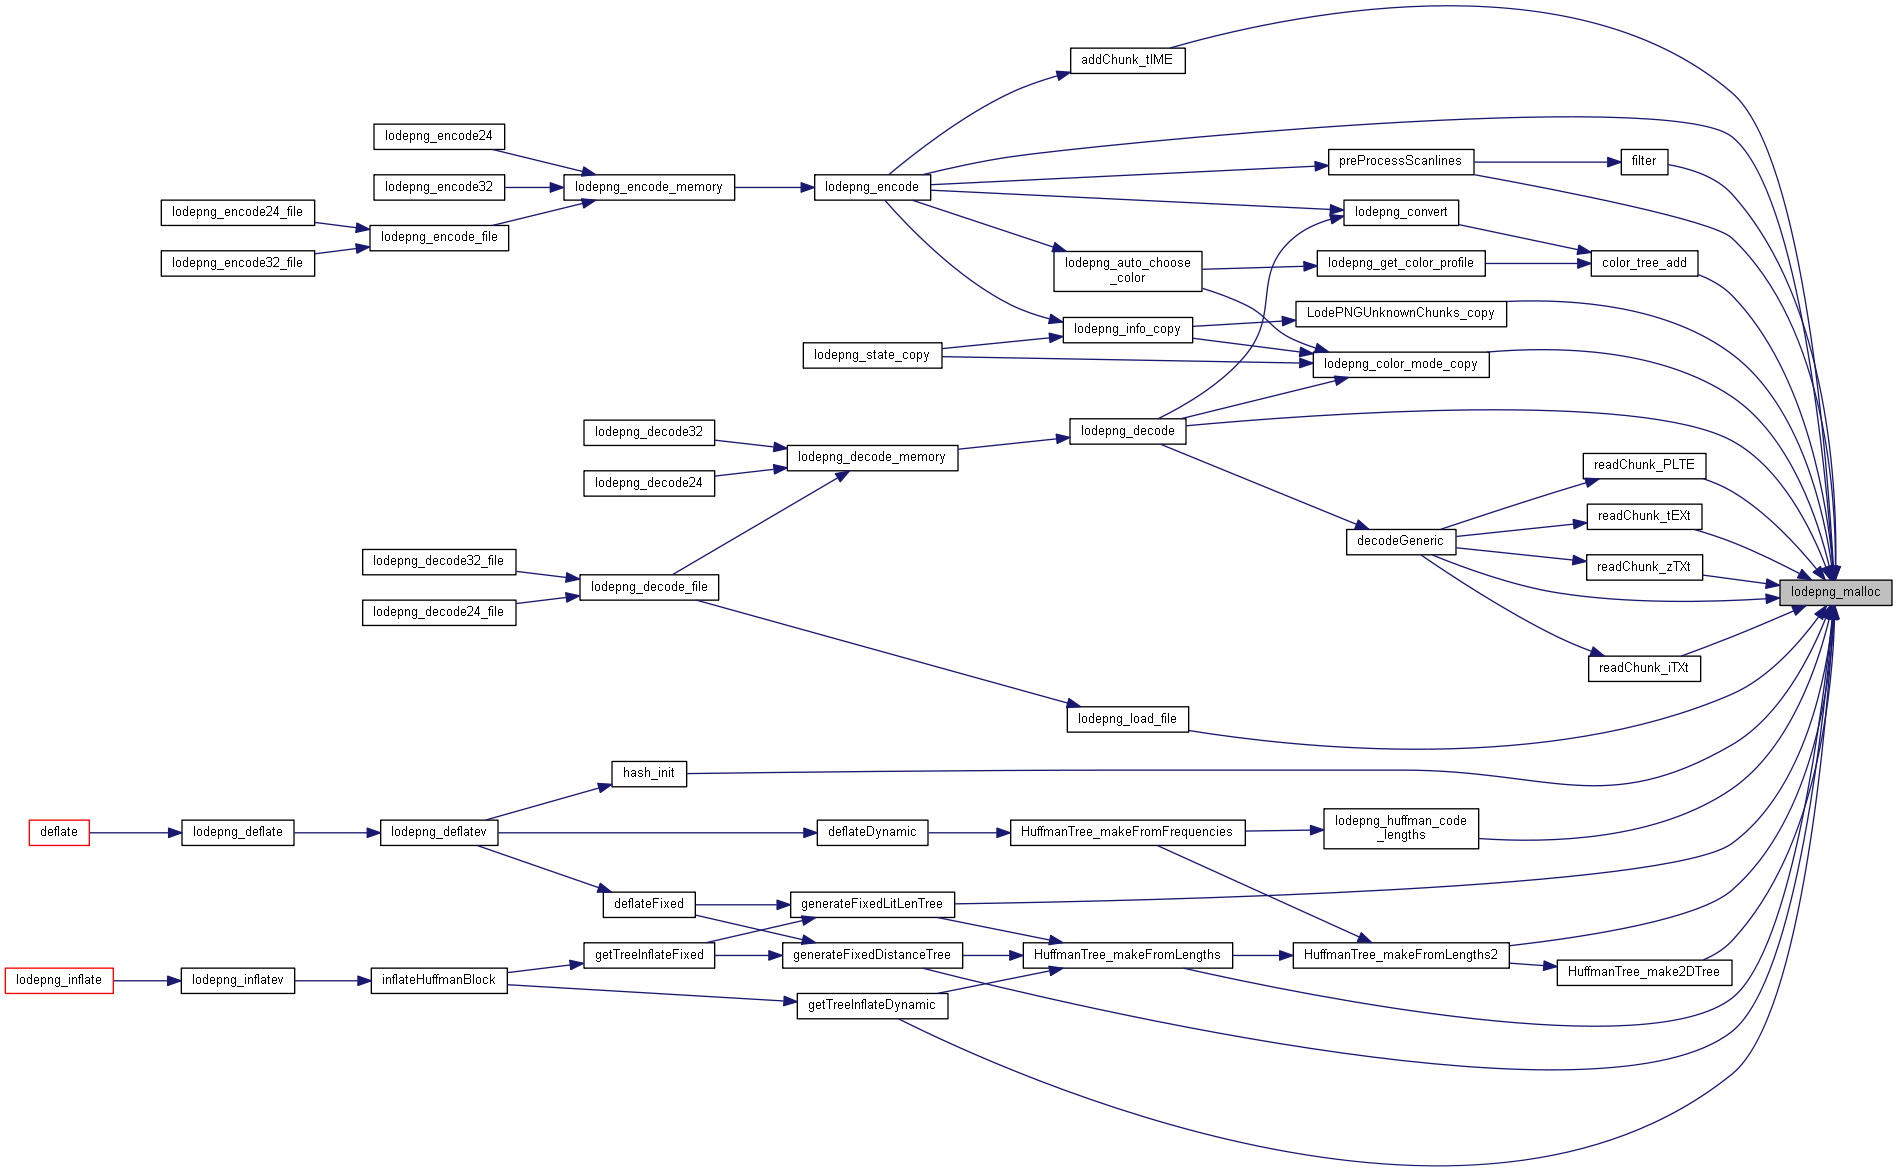 addChunk_tIME
lodepng_encode24
preProcessScanlines
filter
lodepng_encode32
lodepng_encode_memory
lodepng_encode
lodepng_encode24_file
lodepng_convert
lodepng_encode_file
lodepng_encode32_file
lodepng_auto_choose
_color
lodepng_get_color_profile
color_tree_add
LodePNGUnknownChunks_copy
lodepng_info_copy
lodepng_state_copy
lodepng_color_mode_copy
lodepng_decode32
lodepng_decode
lodepng_decode_memory
readChunk_PLTE
lodepng_decode24
readChunk_tEXt
decodeGeneric
lodepng_decode32_file
readChunk_zTXt
lodepng_decode_file
lodepng_malloc
lodepng_decode24_file
readChunk_iTXt
lodepng_load_file
hash_init
deflate
lodepng_deflate
lodepng_deflatev
deflateDynamic
HuffmanTree_makeFromFrequencies
lodepng_huffman_code
_lengths
deflateFixed
generateFixedLitLenTree
getTreeInflateFixed
generateFixedDistanceTree
HuffmanTree_makeFromLengths
HuffmanTree_makeFromLengths2
HuffmanTree_make2DTree
lodepng_inflate
lodepng_inflatev
inflateHuffmanBlock
getTreeInflateDynamic